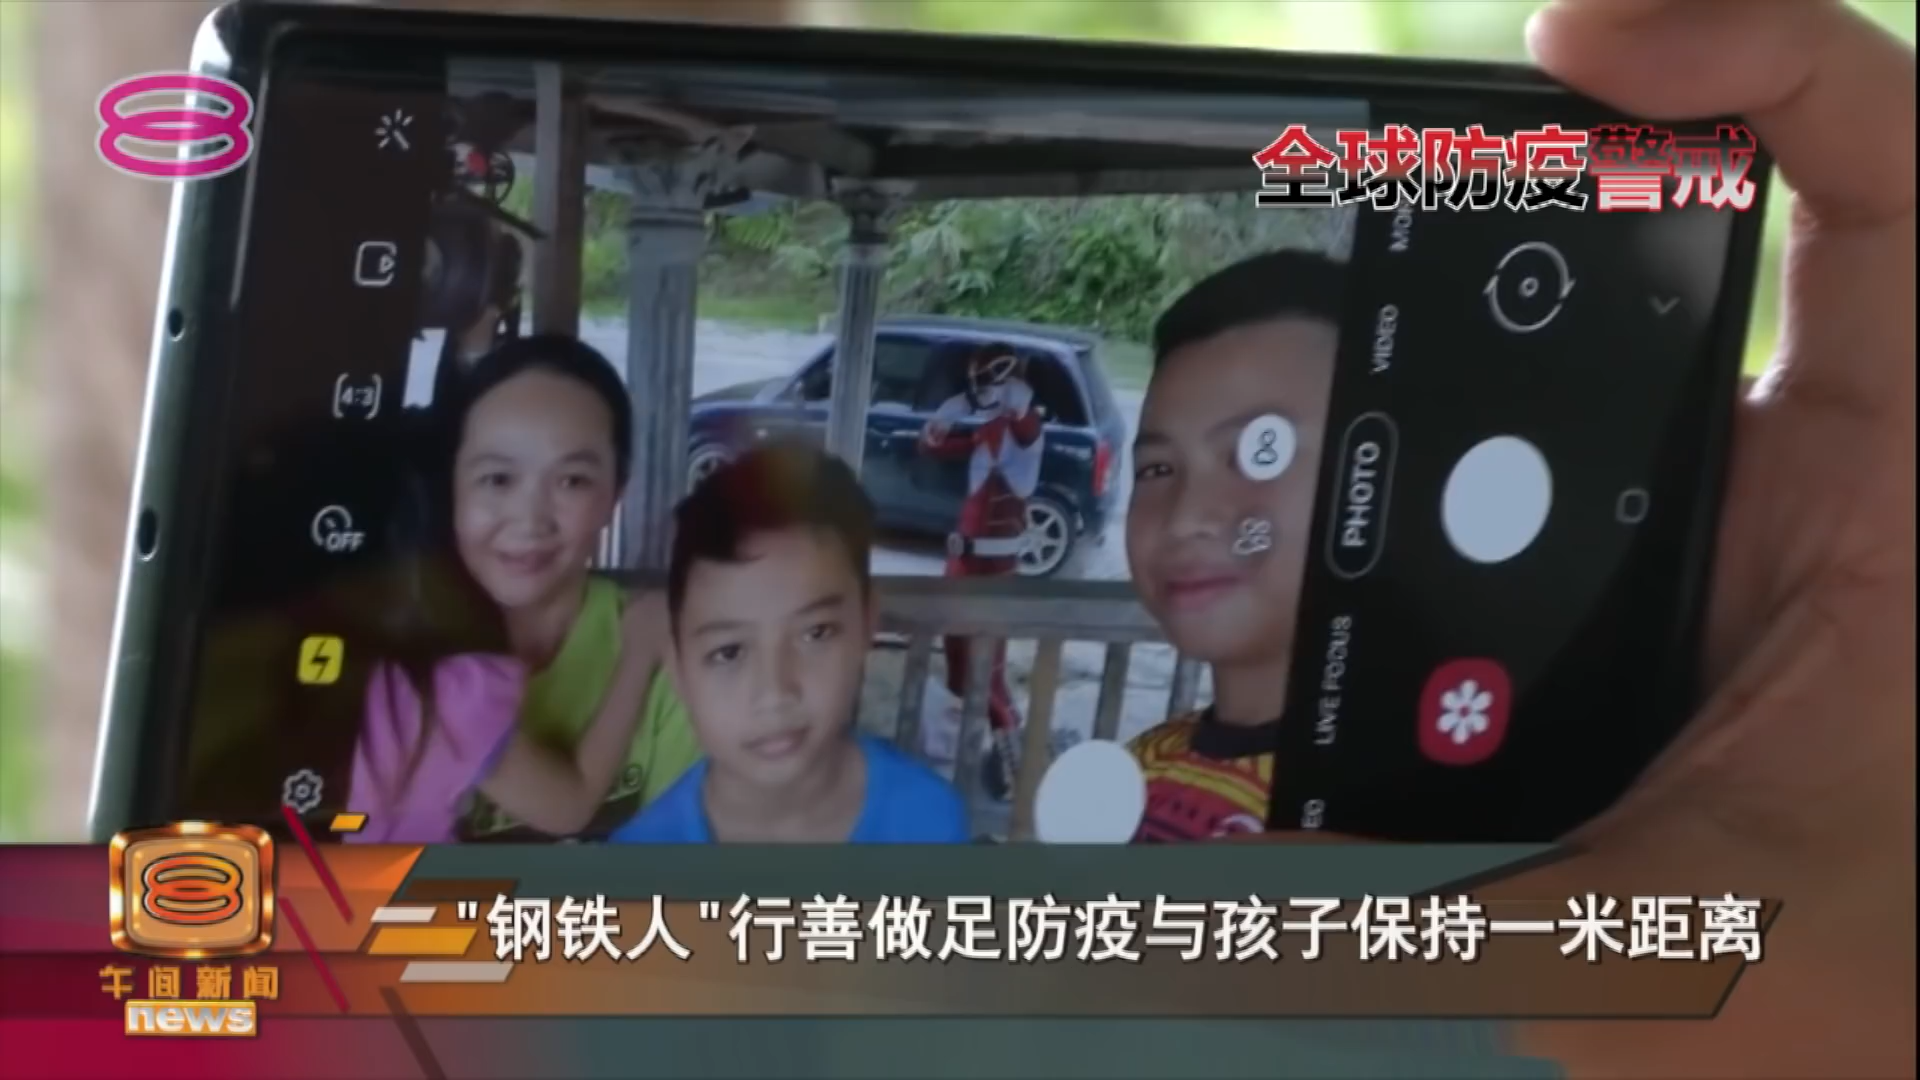 全球防疫警戒
4:3
OFF
VIDEO
PHOTO
LIVE FOCUS
"钢铁人"行善做足防疫与孩子保持一米距离
午间新闻
news